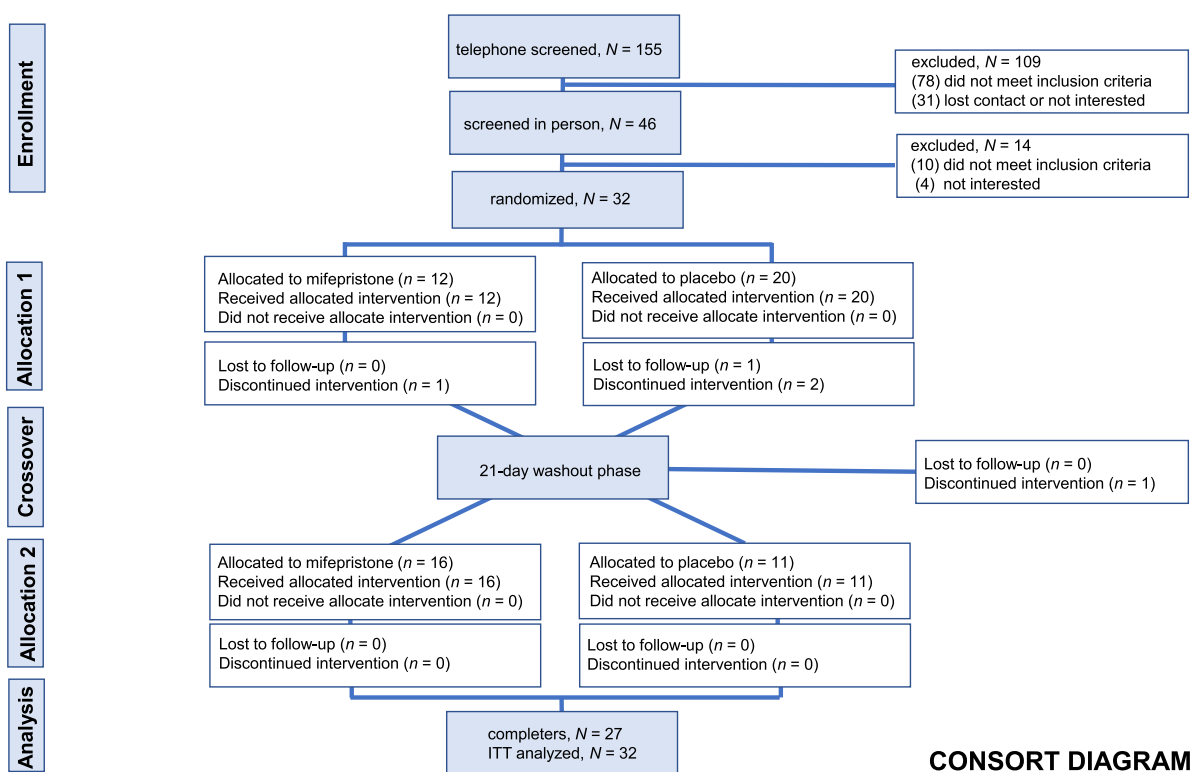 Enrollment
telephone screened, N = 155
excluded, N = 109
(78) did not meet inclusion criteria
(31) lost contact or not interested
screened in person, N = 46
excluded, N = 14
(10) did not meet inclusion criteria
(4) not interested
randomized, N = 32
Allocation 1
Allocated to mifepristone (n = 12)
Received allocated intervention (n = 12)
Did not receive allocate intervention (n = 0)
Allocated to placebo (n = 20)
Received allocated intervention (n = 20)
Did not receive allocate intervention (n = 0)
Lost to follow-up (n = 0)
Discontinued intervention (n = 1)
Lost to follow-up (n = 1)
Discontinued intervention (n = 2)
Crossover
21-day washout phase
Lost to follow-up (n = 0)
Discontinued intervention (n = 1)
Allocation 2
Allocated to mifepristone (n = 16)
Received allocated intervention (n = 16)
Did not receive allocate intervention (n = 0)
Allocated to placebo (n = 11)
Received allocated intervention (n = 11)
Did not receive allocate intervention (n = 0)
Lost to follow-up (n = 0)
Discontinued intervention (n = 0)
Lost to follow-up (n = 0)
Discontinued intervention (n = 0)
Analysis
completers, N = 27
ITT analyzed, N = 32
CONSORT DIAGRAM